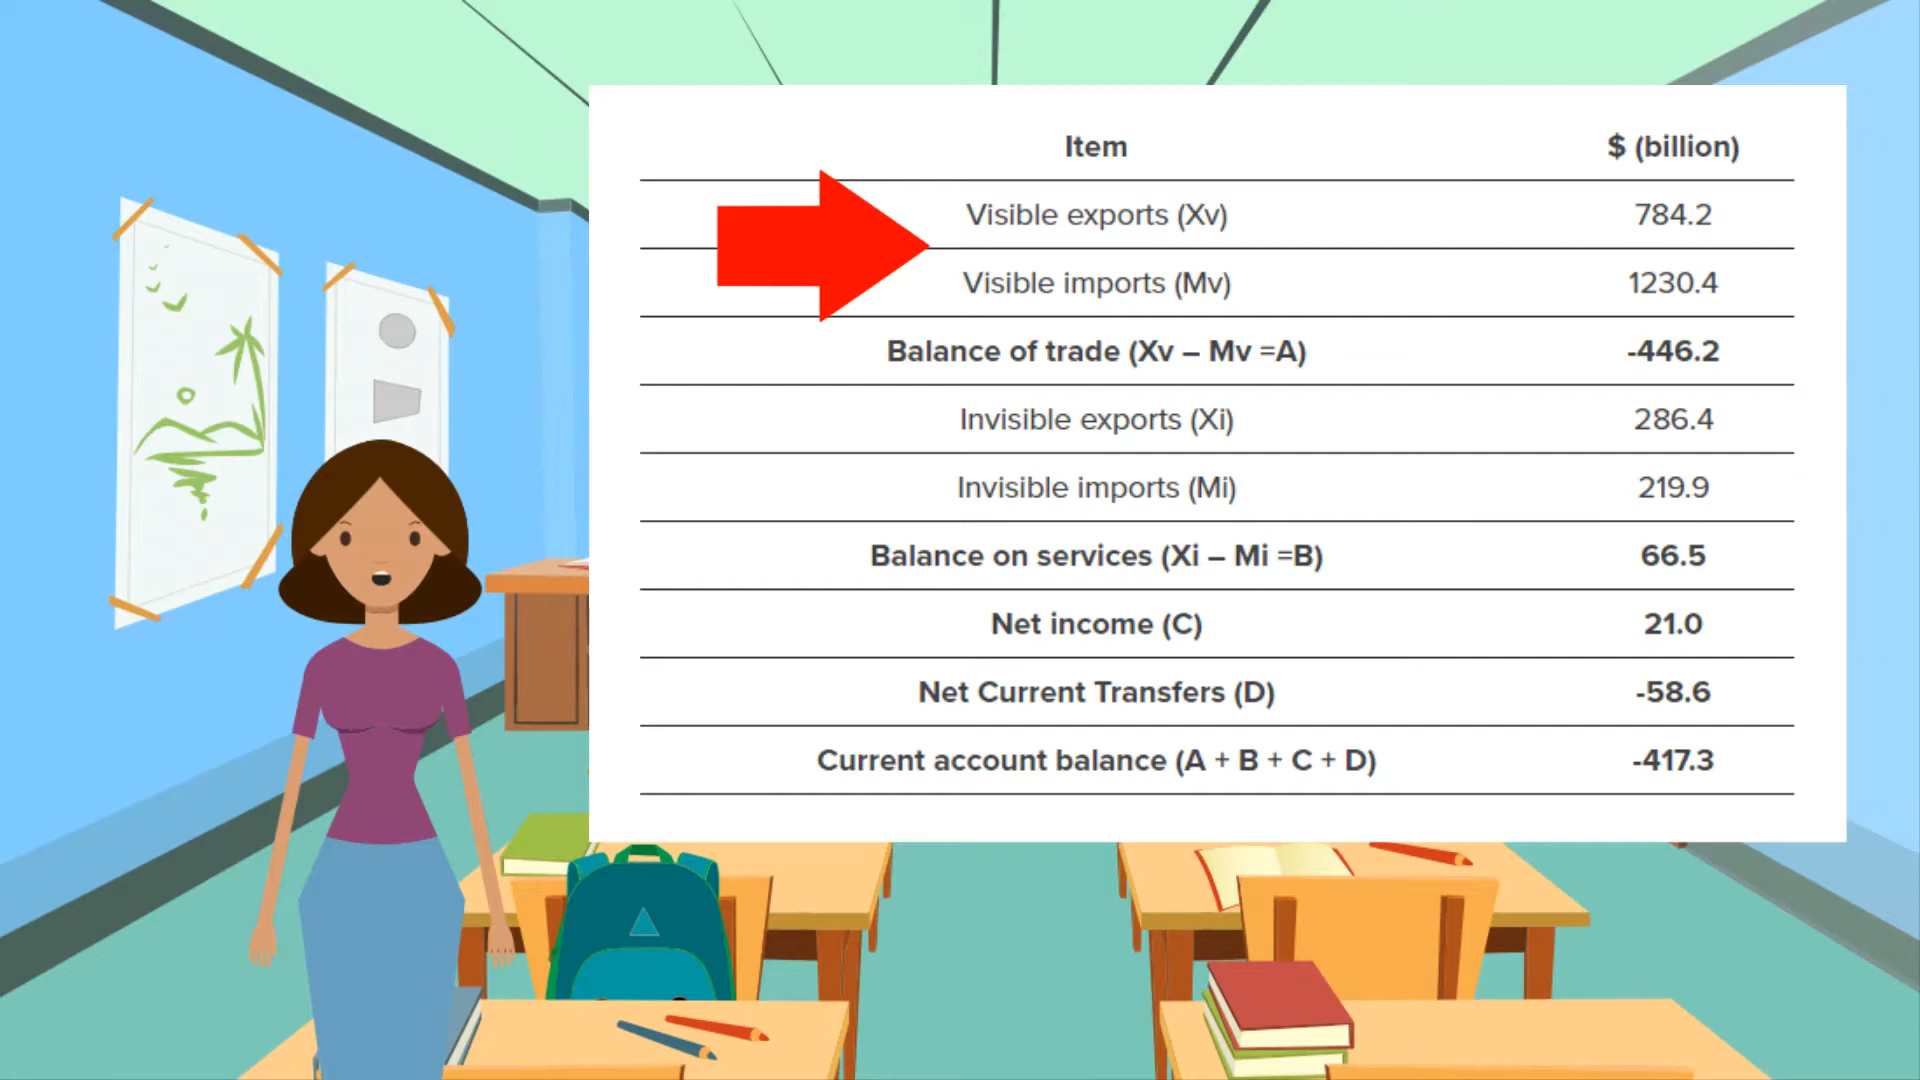 Item $ (billion)
Visible exports (Xv) 784.2
Visible imports (Mv) 1230.4
Balance of trade (Xv – Mv =A) -446.2
Invisible exports (Xi) 286.4
Invisible imports (Mi) 219.9
Balance on services (Xi – Mi =B) 66.5
Net income (C) 21.0
Net Current Transfers (D) -58.6
Current account balance (A + B + C + D) -417.3